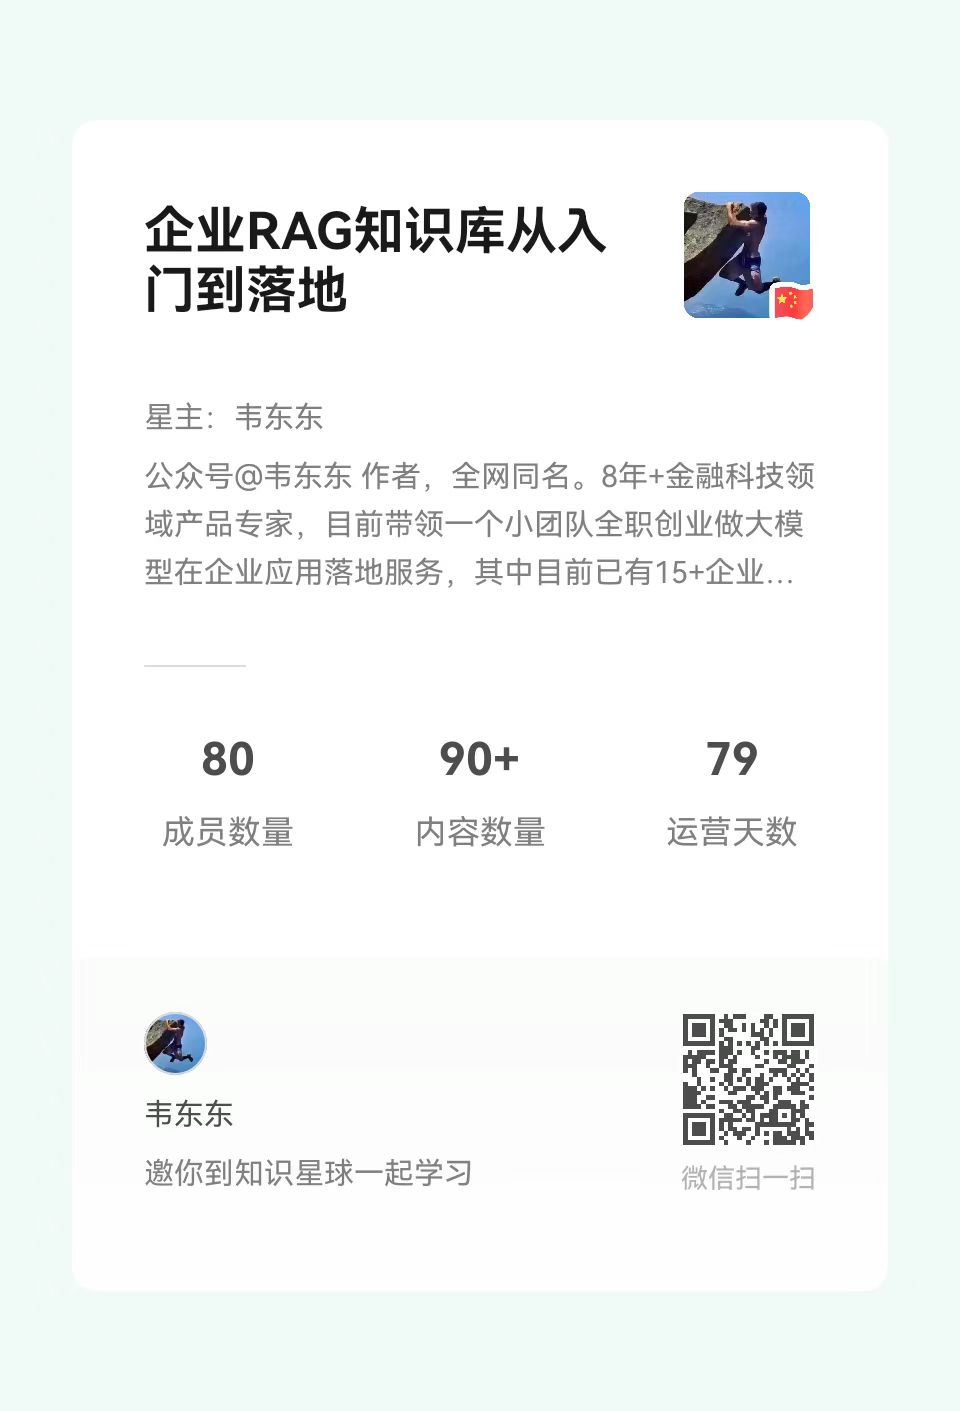 企业RAG知识库从入
门到落地
星主：韦东东
公众号@韦东东 作者，全网同名。8年+金融科技领
域产品专家，目前带领一个小团队全职创业做大模
型在企业应用落地服务，其中目前已有15+企业...
80
90+
79
成员数量
内容数量
运营天数
韦东东
邀你到知识星球一起学习
微信扫一扫